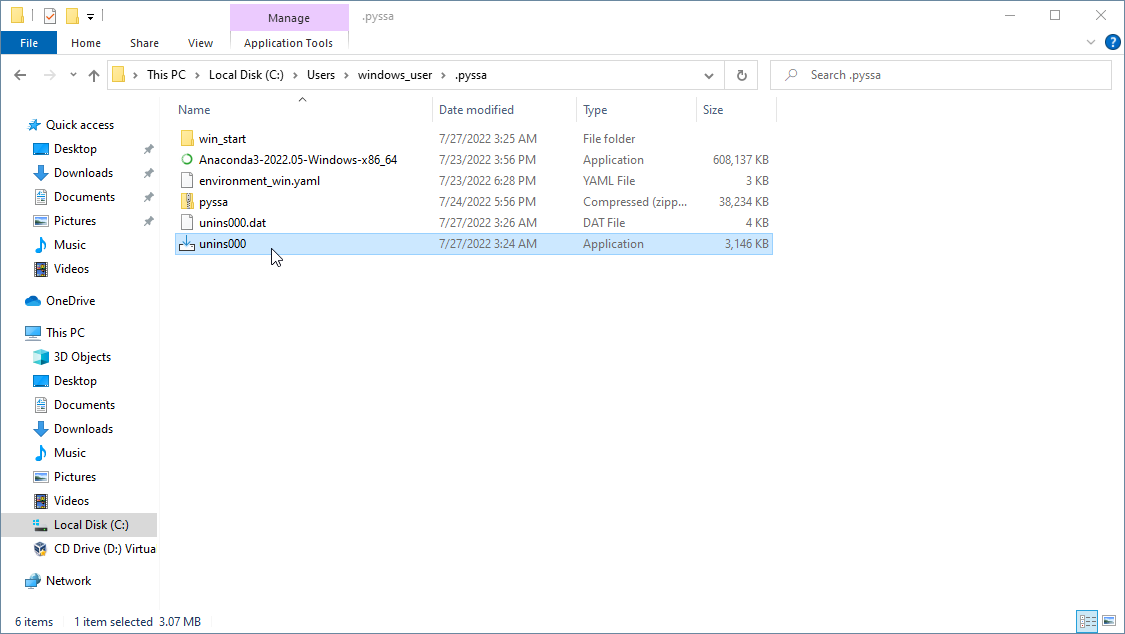 Manage
.pyssa
File
Home
Share
View
Application Tools
?
This PC
Local Disk (C:)
Users
windows_user
.pyssa
Search .pyssa
Name
Date modified
Type
Size
Quick access
Desktop
Downloads
Documents
Pictures
Music
Videos
OneDrive
This PC
3D Objects
Desktop
Documents
Downloads
Music
Pictures
Videos
Local Disk (C:)
CD Drive (D:) Virtua
Network
win_start 7/27/2022 3:25 AM File folder
Anaconda3-2022.05-Windows-x86_64 7/23/2022 3:56 PM Application 608,137 KB
environment_win.yaml 7/23/2022 6:28 PM YAML File 3 KB
pyssa 7/24/2022 5:56 PM Compressed (zipp... 38,234 KB
unins000.dat 7/27/2022 3:26 AM DAT File 4 KB
unins000 7/27/2022 3:24 AM Application 3,146 KB
6 items 1 item selected 3.07 MB